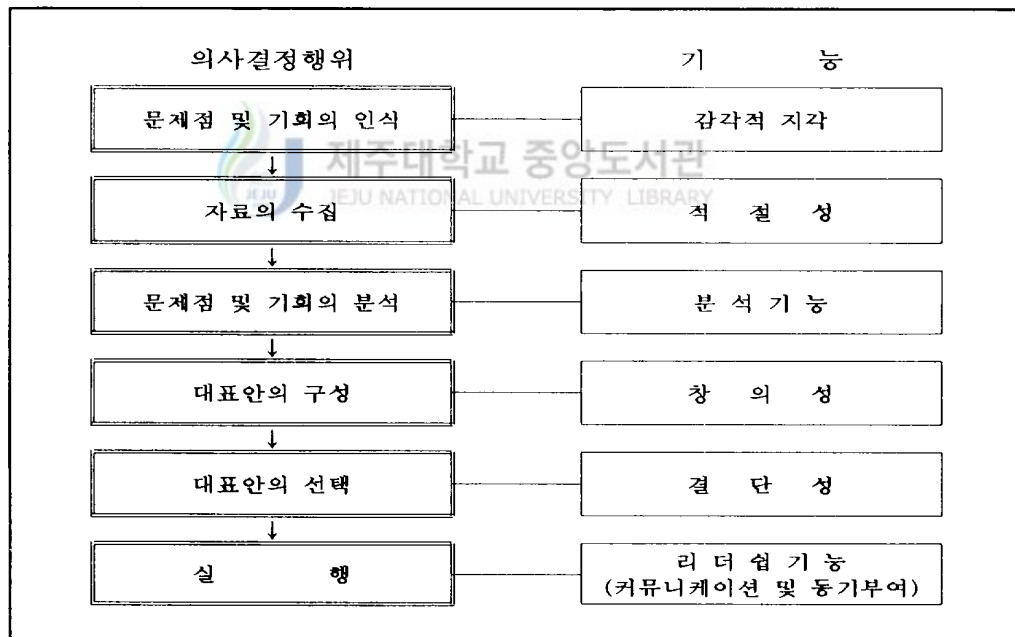 의사결정행위 기 능
문제점 및 기회의 인식 감각적 지각
제주대학교 중앙도서관
JEJU NATIONAL UNIVERSITY LIBRARY
JEJU
↓
자료의 수집 적 절 성
↓
문제점 및 기회의 분석 분 석 기 능
↓
대표안의 구성 창 의 성
↓
대표안의 선택 결 단 성
↓
실 행 리 더 쉽 기 능
(커뮤니케이션 및 동기부여)